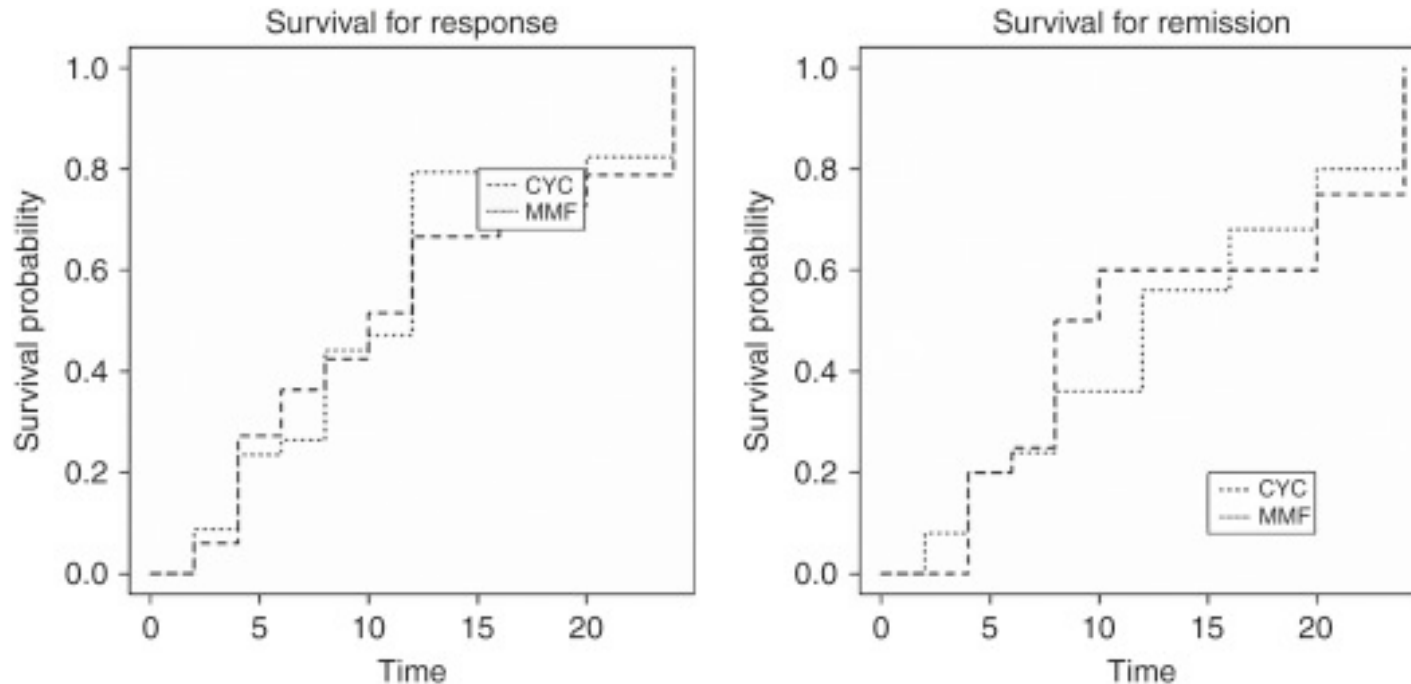 Survival for response
Survival probability
1.0
0.8
0.6
0.4
0.2
0.0
CYC
MMF
0 5 10 15 20
Time
Survival for remission
Survival probability
1.0
0.8
0.6
0.4
0.2
0.0
CYC
MMF
0 5 10 15 20
Time